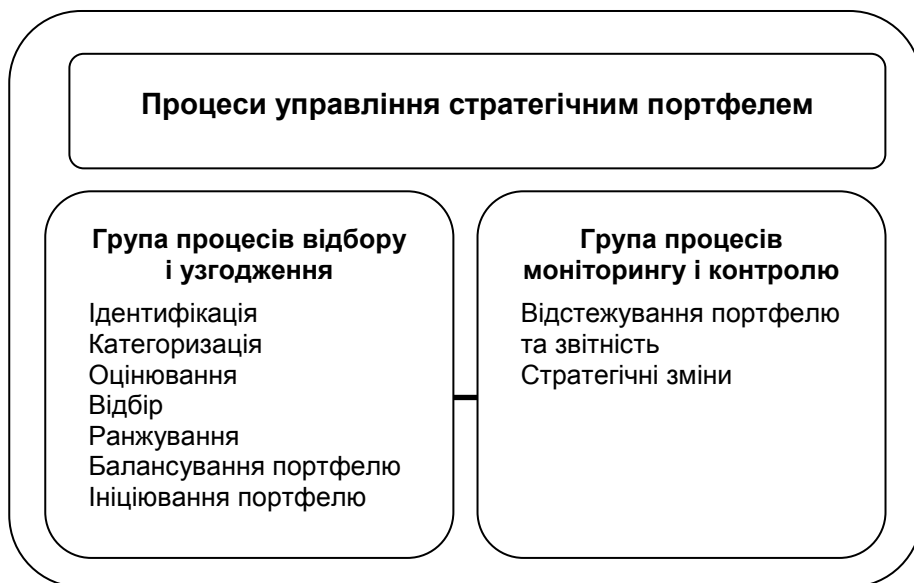 Процеси управління стратегічним портфелем
Група процесів відбору
і узгодження
Ідентифікація
Категоризація
Оцінювання
Відбір
Ранжування
Балансування портфелю
Ініціювання портфелю
Група процесів
моніторингу і контролю
Відстежування портфелю
та звітність
Стратегічні зміни